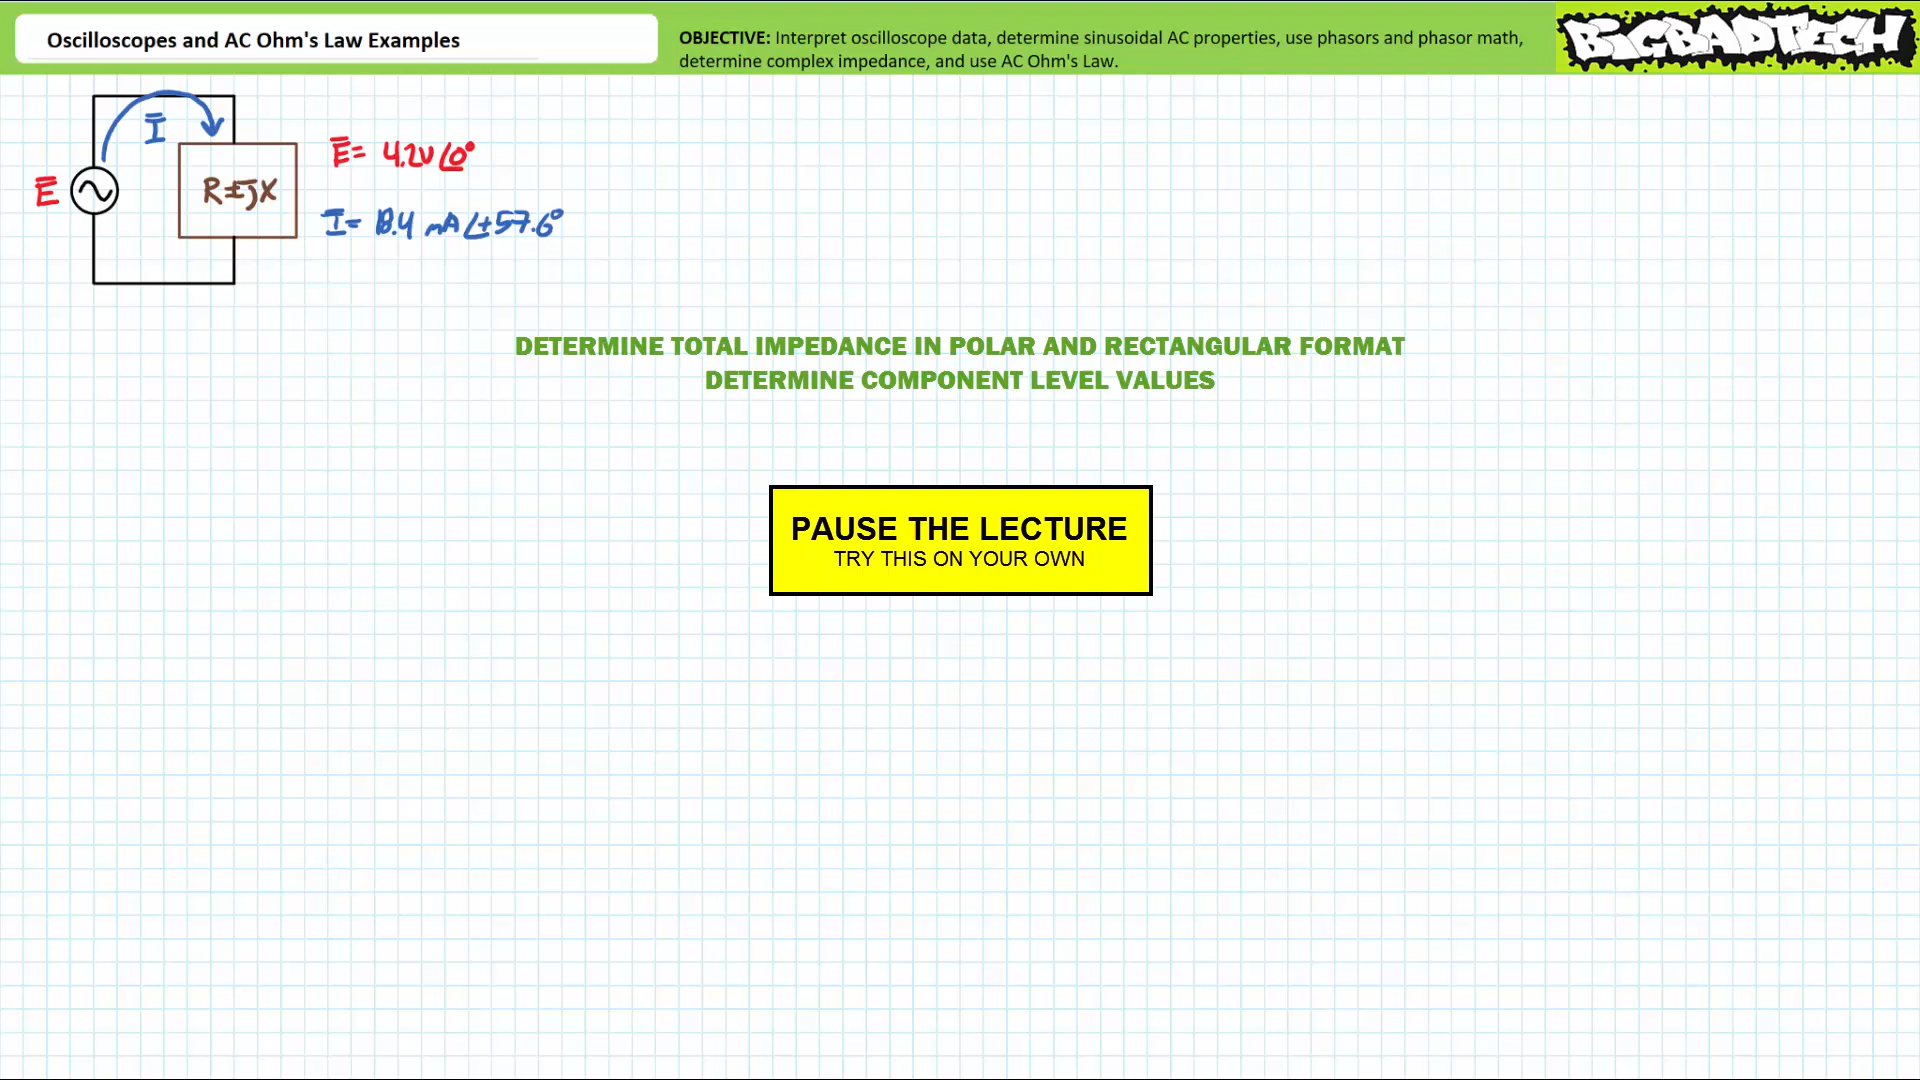 Oscilloscopes and AC Ohm's Law Examples
OBJECTIVE: Interpret oscilloscope data, determine sinusoidal AC properties, use phasors and phasor math,
determine complex impedance, and use AC Ohm's Law.
BIGBADTECH
I
E
R±jX
E= 4.2V∠0°
I= mA∠+57.6°
DETERMINE TOTAL IMPEDANCE IN POLAR AND RECTANGULAR FORMAT
DETERMINE COMPONENT LEVEL VALUES
PAUSE THE LECTURE
TRY THIS ON YOUR OWN